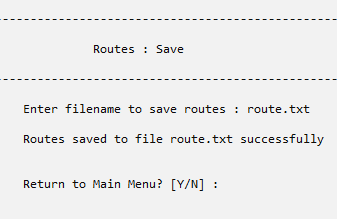 Routes : Save
Enter filename to save routes : route.txt
Routes saved to file route.txt successfully
Return to Main Menu? [Y/N] :